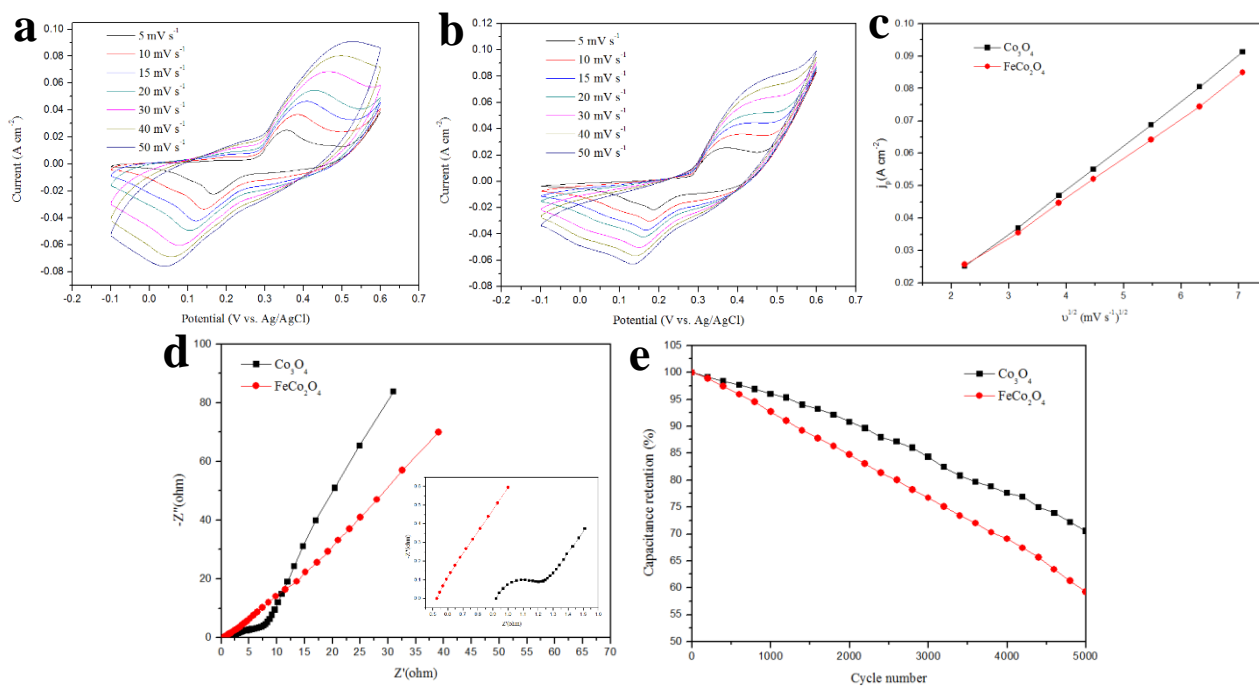 a
5 mV s-1
10 mV s-1
15 mV s-1
20 mV s-1
30 mV s-1
40 mV s-1
50 mV s-1
0.10
0.08
0.06
0.04
0.02
0.00
-0.02
-0.04
-0.06
-0.08
Current (A cm-2)
-0.2 -0.1 0.0 0.1 0.2 0.3 0.4 0.5 0.6 0.7
Potential (V vs. Ag/AgCl)
b
5 mV s-1
10 mV s-1
15 mV s-1
20 mV s-1
30 mV s-1
40 mV s-1
50 mV s-1
0.12
0.10
0.08
0.06
0.04
0.02
0.00
-0.02
-0.04
-0.06
-0.08
Current (A cm-2)
-0.2 -0.1 0.0 0.1 0.2 0.3 0.4 0.5 0.6 0.7
Potential (V vs. Ag/AgCl)
c
Co3O4
FeCo2O4
0.10
0.09
0.08
0.07
0.06
0.05
0.04
0.03
0.02
jp(A cm-2)
2 3 4 5 6 7
υ1/2 (mV s-1)1/2
d
Co3O4
FeCo2O4
100
80
60
40
20
0
-Z''(ohm)
0 5 10 15 20 25 30 35 40 45 50 55 60 65 70
Z'(ohm)
Z'(ohm)
e
Co3O4
FeCo2O4
105
100
95
90
85
80
75
70
65
60
55
50
Capacitance retention (%)
0 1000 2000 3000 4000 5000
Cycle number